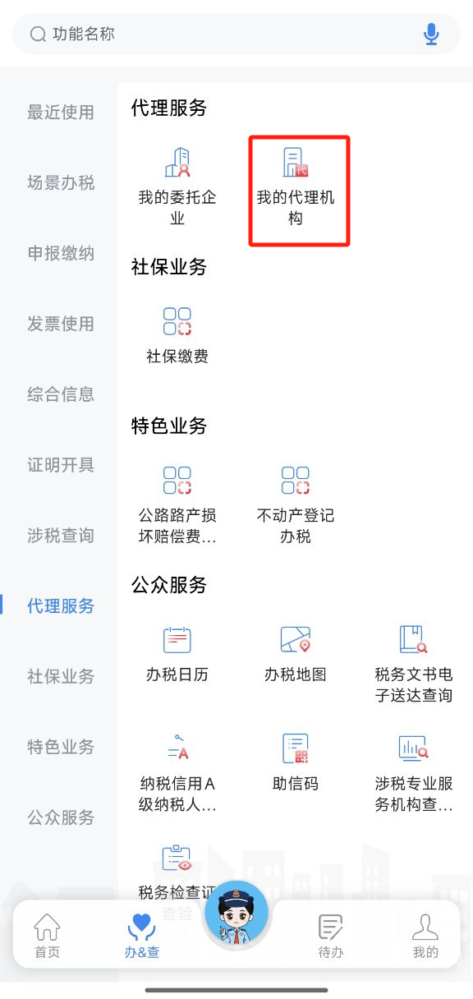 功能名称
最近使用
场景办税
申报缴纳
发票使用
综合信息
证明开具
涉税查询
代理服务
社保业务
特色业务
公众服务
代理服务
我的委托企
业
我的代理机
构
代
社保业务
社保缴费
特色业务
公路路产损
坏赔偿费...
不动产登记
办税
公众服务
办税日历
办税地图
税务文书电
子送达查询
A
纳税信用A
级纳税人...
助信码
涉税专业服
务机构查...
税务检查证
查验
首页
办&查
待办
我的